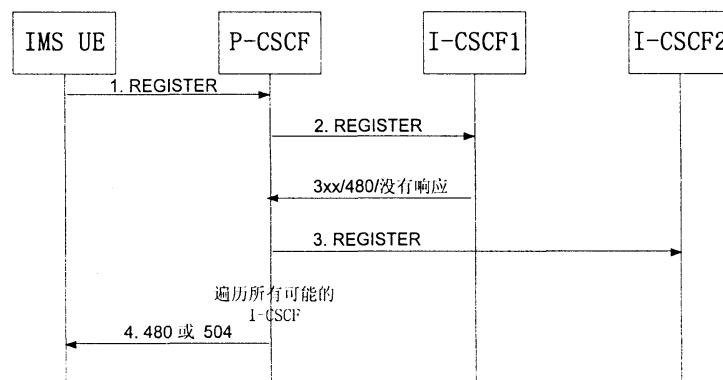 IMS UE
P-CSCF
I-CSCF1
I-CSCF2
1. REGISTER
2. REGISTER
3xx/480/没有响应
3. REGISTER
遍历所有可能的
I-CSCF
4. 480 或 504